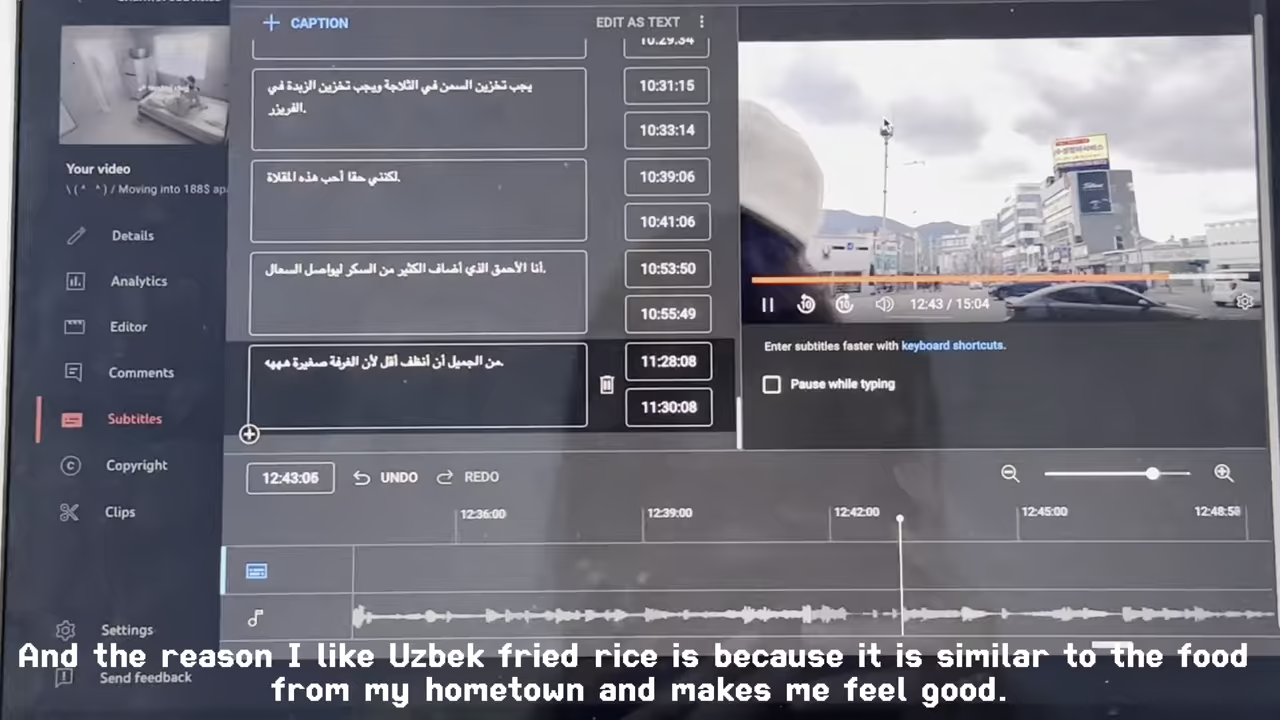 CAPTION
EDIT AS TEXT
10:29:34
يجب تخزين السمن في الثلاجة ويجب تخزين الزبدة في
الفريزر.
10:31:15
10:33:14
لكنني حقا أحب هذه المقلاة.
10:39:06
10:41:06
أنا الأحمق الذي أضاف الكثير من السكر ليواصل السعال.
10:53:50
10:55:49
من الجميل أن أنظف أقل لأن الغرفة صغيرة ههيه.
11:28:08
11:30:08
Your video
\ ( ^ ^) / Moving into 188$
Details
Analytics
Editor
Comments
Subtitles
Copyright
Clips
Settings
Send feedback
12:43 / 15:04
Enter subtitles faster with keyboard shortcuts.
Pause while typing
12:43:05
UNDO
REDO
12:36:00
12:39:00
12:42:00
12:45:00
12:48:50
And the reason I like Uzbek fried rice is because it is similar to the food
from my hometown and makes me feel good.